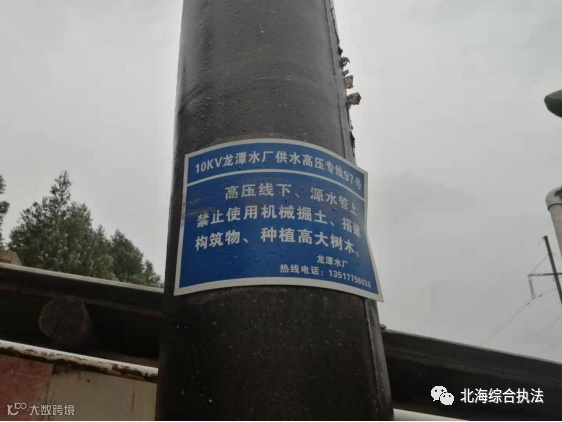 10KV龙潭水厂供水高压专线97号
高压线下、源水管上
禁止使用机械掘土、搭建
构筑物、种植高大树木。
龙潭水厂
热线电话：13517796036
北海综合执法
大数跨境